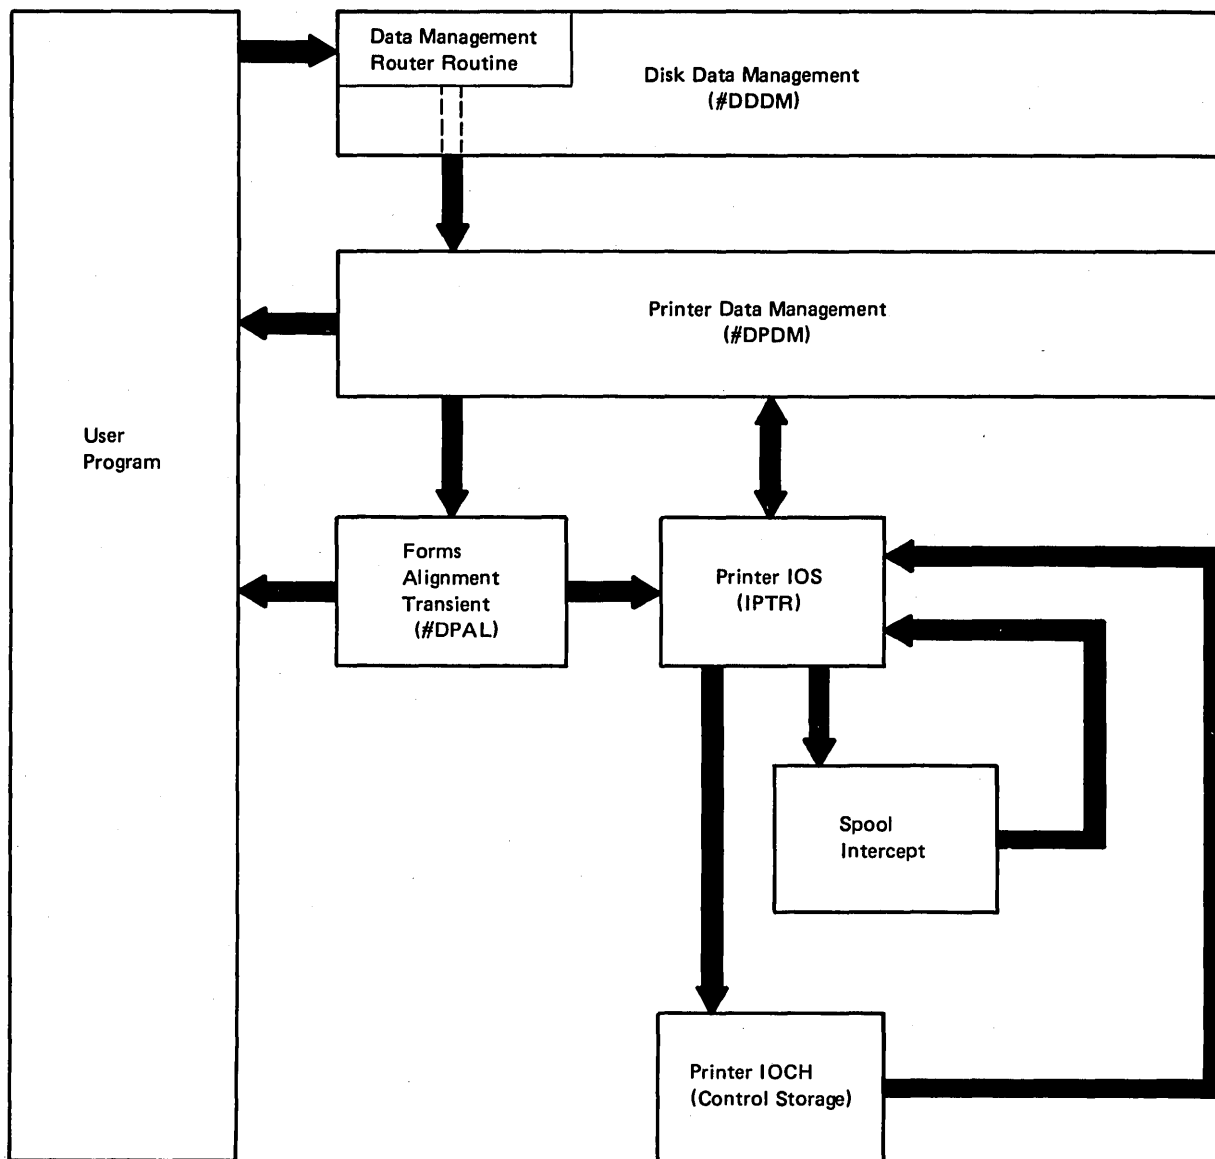 Data Management
Router Routine
Disk Data Management
(#DDDM)
Printer Data Management
(#DPDM)
User
Program
Forms
Alignment
Transient
(#DPAL)
Printer IOS
(IPTR)
Spool
Intercept
Printer IOCH
(Control Storage)